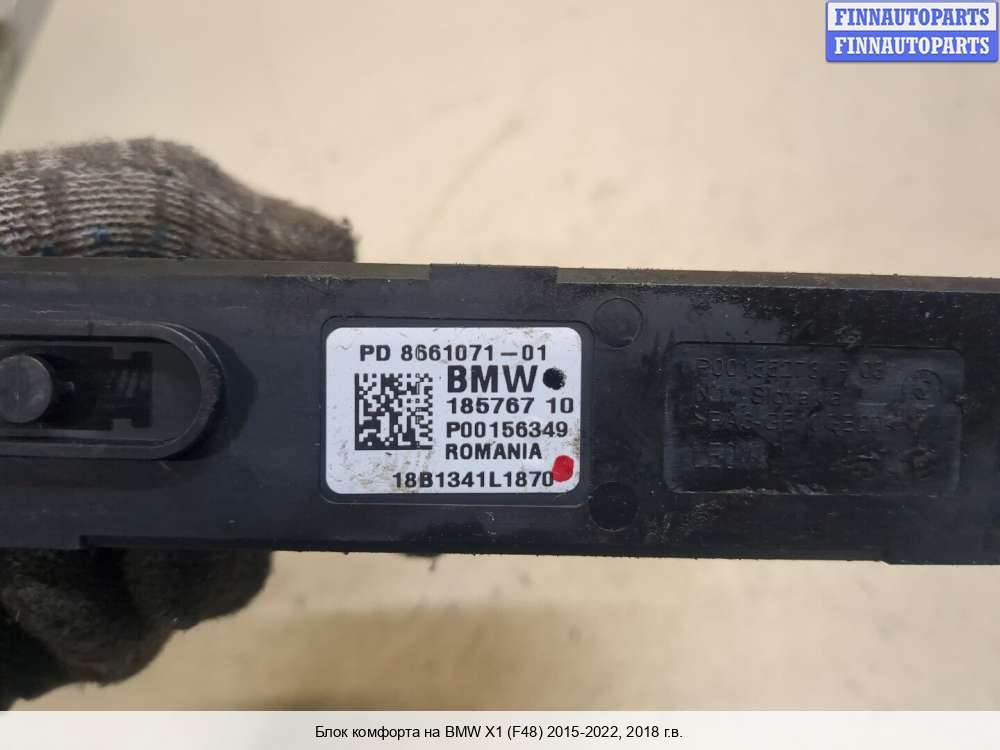 FINNAUTOPARTS
FINNAUTOPARTS
PD 8661071-01
BMW
185767 10
P00156349
ROMANIA
18B1341L1870
Блок комфорта на BMW X1 (F48) 2015-2022, 2018 г.в.